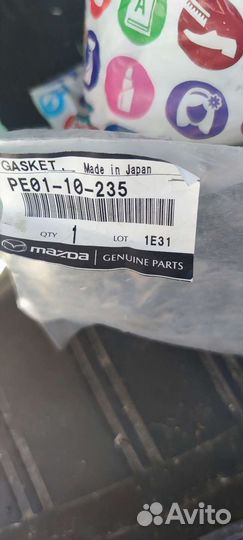 A
GASKET. Made in Japan
PE01-10-235
QTY 1 LOT 1E31
mazda GENUINE PARTS
Avito